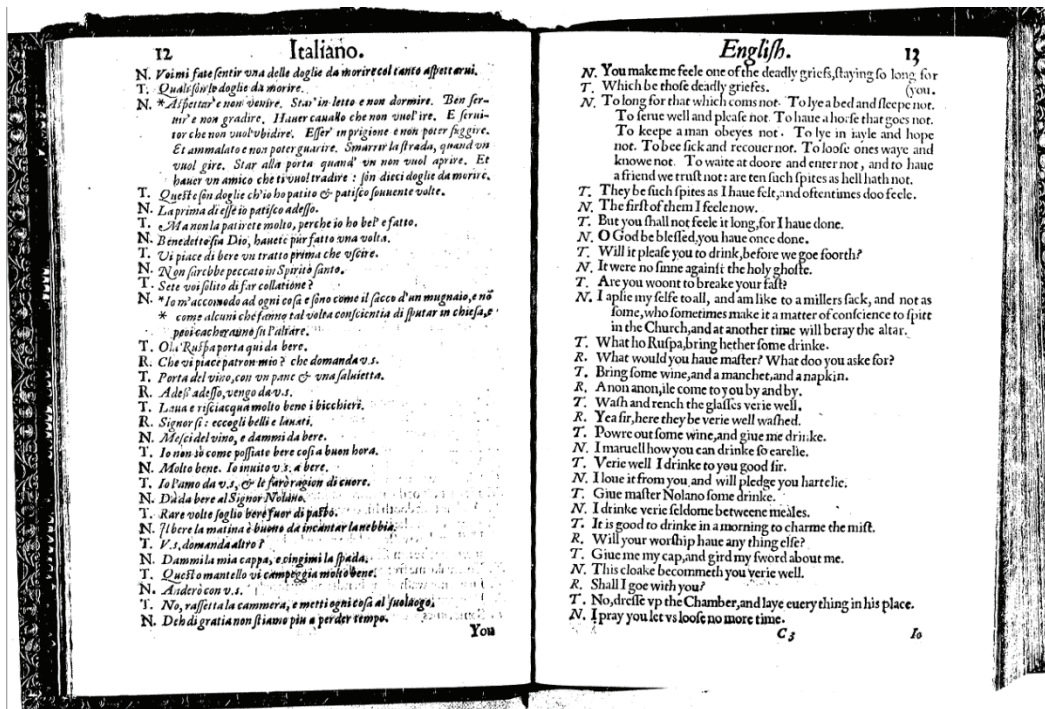 12 Italiano.
N. Voi mi fate ſentir vna delle doglie da morire col tanto aſpettarui.
T. Quali ſon le doglie da morire.
N. *Aſpettar' e non venire. Star' in letto e non dormire. Ben ſer-
uir' e non gradire. Hauer cauallo che non vuol' ire. E ſerui-
tor che non vuol' vbidire. Eſſer' in prigione e non poter fuggire.
Et ammalato e non poter guarire. Smarrir la ſtrada, quand' vn
vuol gire. Star alla porta quand' vn non vuol aprire. Et
hauer vn amico che ti vuol tradire : ſon dieci doglie da morire.
T. Queſte ſon doglie ch'io ho patito & patiſco ſouuente volte.
N. La prima di eſſe io patiſco adeſſo.
T. Ma non la patirete molto, perche io ho bel' e fatto.
N. Benedetto ſia Dio, hauete pur fatto vna volta.
T. Vi piace di bere vn tratto prima che vſcire.
N. Non ſarebbe peccato in Spirito ſanto.
T. Sete voi ſolito di far collatione?
N. *Io m'accomodo ad ogni coſa e ſono come il ſacco d'un mugnaio, e nō
* come alcuni che fanno tal volta conſcientia di ſputar in chieſa, e
poi cacheranno ſu l'altare.
T. Ola' Ruſpa porta qui da bere.
R. Che vi piace patron mio? che domanda v.s.
T. Porta del vino, con vn pane & vna ſaluietta.
R. Adeſſ' adeſſo, vengo da v.s.
T. Laua e riſciacqua molto bene i bicchieri.
R. Signor ſi : eccogli belli e lauati.
N. Meſci del vino, e dammi da bere.
T. Io non sò come poſſiate bere coſi a buon hora.
N. Molto bene. Io inuito v.s. a bere.
T. Io l'amo da v.s, & le farò ragion di cuore.
N. Dà da bere al Signor Nolano.
T. Rare volte ſoglio bere fuor di paſto.
N. Il bere la matina è buono da incantar la nebbia.
T. V.s, domanda altro?
N. Dammi la mia cappa, e cingimi la ſpada.
T. Queſto mantello vi campeggia molto bene.
N. Anderò con v.s.
T. No, raſſetta la cammera, e metti ogni coſa al ſuo luogo.
N. Deh di gratia non ſtiamo piu a perder tempo.
You
Engliſh. 13
N. You make me feele one of the deadly griefs, ſtaying ſo long for
T. Which be thoſe deadly griefes. (you.
N. To long for that which coms not. To lye a bed and ſleepe not.
To ſerue well and pleaſe not. To haue a horſe that goes not.
To keepe a man obeyes not. To lye in iayle and hope
not. To bee ſick and recouer not. To looſe ones waye and
knowe not. To waite at doore and enter not, and to haue
a friend we truſt not: are ten ſuch ſpites as hell hath not.
T. They be ſuch ſpites as I haue felt, and oftentimes doo feele.
N. The firſt of them I feele now.
T. But you ſhall not feele it long, for I haue done.
N. O God be bleſſed, you haue once done.
T. Will it pleaſe you to drink, before we goe foorth?
N. It were no ſinne againſt the holy ghoſte.
T. Are you woont to breake your faſt?
N. I aplie my ſelfe to all, and am like to a millers ſack, and not as
ſome, who ſometimes make it a matter of conſcience to ſpitt
in the Church, and at another time will beray the altar.
T. What ho Ruſpa, bring hether ſome drinke.
R. What would you haue maſter? What doo you aske for?
T. Bring ſome wine, and a manchet, and a napkin.
R. Anon anon, ile come to you by and by.
T. Waſh and rench the glaſſes verie well.
R. Yea ſir, here they be verie well waſhed.
T. Powre out ſome wine, and giue me drinke.
N. I maruell how you can drinke ſo earelie.
T. Verie well I drinke to you good ſir.
N. I loue it from you, and will pledge you hartelie.
T. Giue maſter Nolano ſome drinke.
N. I drinke verie ſeldome betweene meales.
T. It is good to drinke in a morning to charme the miſt.
R. Will your worſhip haue any thing elſe?
T. Giue me my cap, and gird my ſword about me.
N. This cloake becommeth you verie well.
R. Shall I goe with you?
T. No, dreſſe vp the Chamber, and laye euery thing in his place.
N. I pray you let vs looſe no more time.
C 3 Io